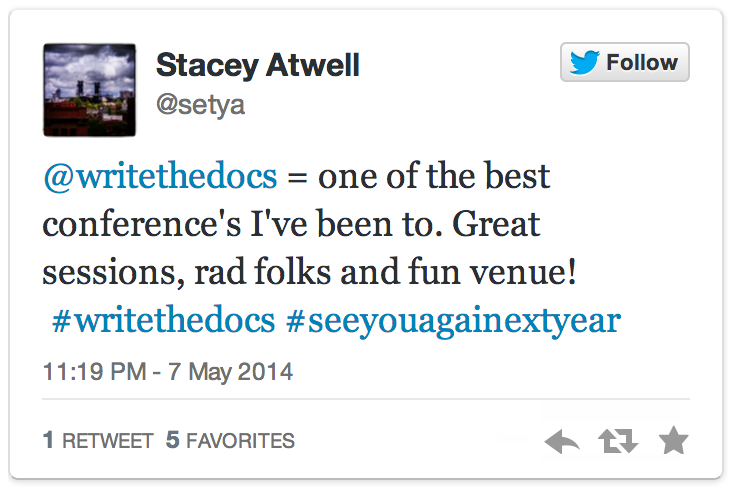 Stacey Atwell
Follow
@setya
@writethedocs = one of the best
conference's I've been to. Great
sessions, rad folks and fun venue!
#writethedocs #seeyouagainextyear
11:19 PM - 7 May 2014
1 RETWEET 5 FAVORITES